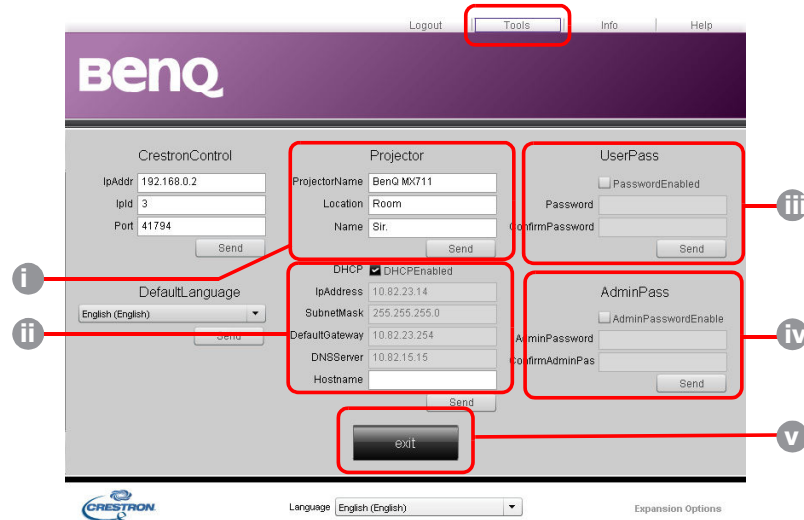 Logout Tools Info Help
BenQ
CrestronControl
IpAddr 192.168.0.2
IpId 3
Port 41794
Send
DefaultLanguage
English (English)
Send
Projector
ProjectorName BenQ MX711
Location Room
Name Sir.
Send
DHCP DHCPEnabled
IpAddress 10.82.23.14
SubnetMask 255.255.255.0
DefaultGateway 10.82.23.254
DNSServer 10.82.15.15
Hostname
Send
exit
UserPass
PasswordEnabled
Password
ConfirmPassword
Send
AdminPass
AdminPasswordEnable
AdminPassword
ConfirmAdminPas
Send
i
ii
iii
iv
v
CRESTRON
Language English (English)
Expansion Options